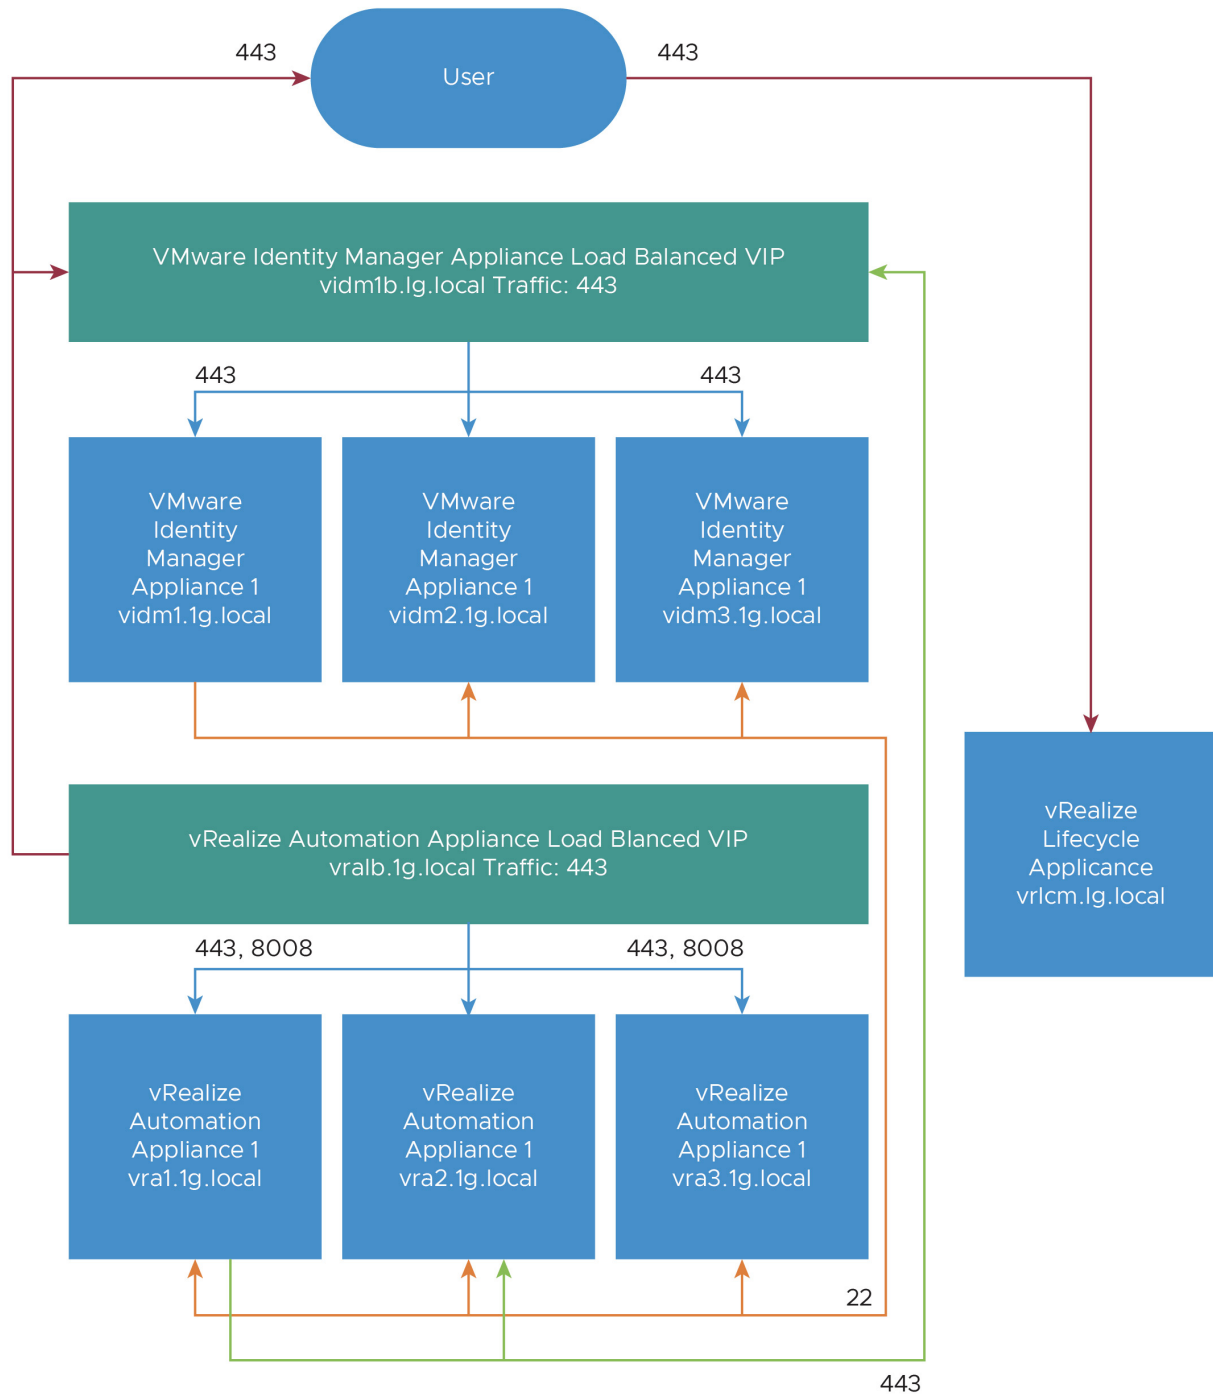 443
443
User
VMware Identity Manager Appliance Load Balanced VIP
vidm1b.lg.local Traffic: 443
443
443
VMware
Identity
Manager
Appliance 1
vidm1.1g.local
VMware
Identity
Manager
Appliance 1
vidm2.1g.local
VMware
Identity
Manager
Appliance 1
vidm3.1g.local
vRealize
Lifecycle
Applicance
vrlcm.lg.local
vRealize Automation Appliance Load Blanced VIP
vralb.1g.local Traffic: 443
443, 8008
443, 8008
vRealize
Automation
Appliance 1
vra1.1g.local
vRealize
Automation
Appliance 1
vra2.1g.local
vRealize
Automation
Appliance 1
vra3.1g.local
22
443